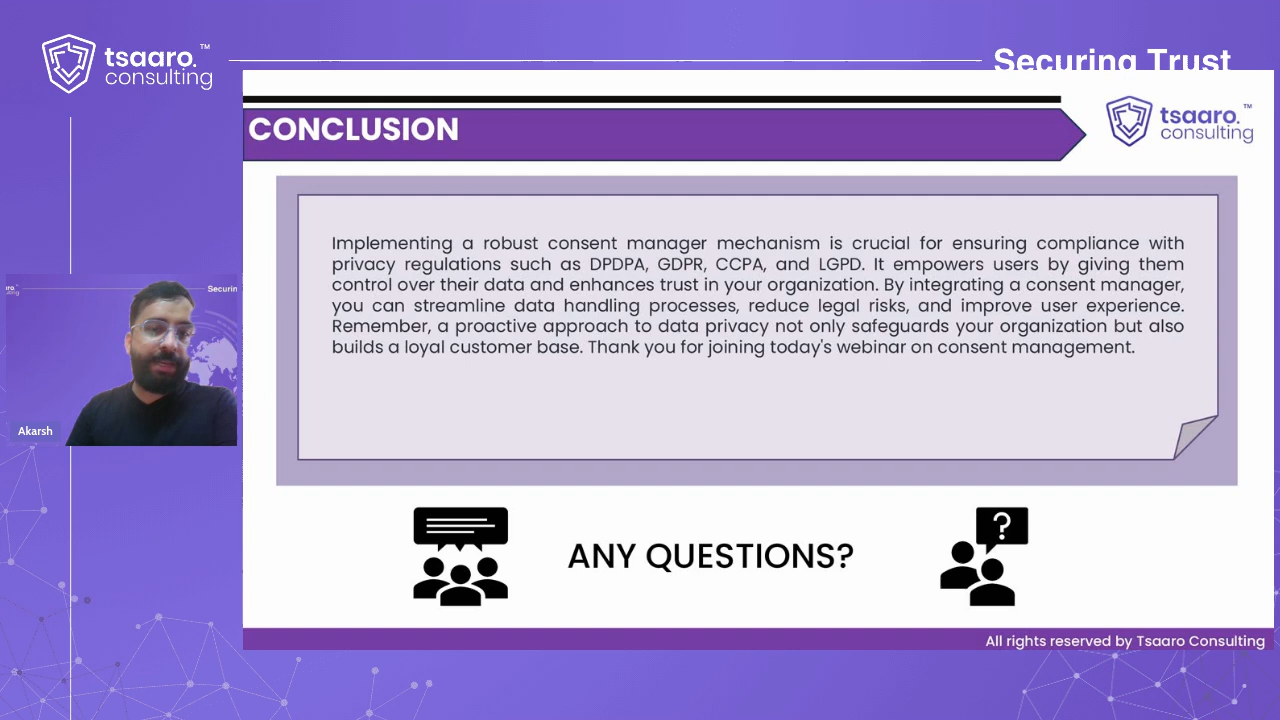 tsaaro.™
consulting
Securing Trust
CONCLUSION
tsaaro.™
consulting
Implementing a robust consent manager mechanism is crucial for ensuring compliance with
privacy regulations such as DPDPA, GDPR, CCPA, and LGPD. It empowers users by giving them
control over their data and enhances trust in your organization. By integrating a consent manager,
you can streamline data handling processes, reduce legal risks, and improve user experience.
Remember, a proactive approach to data privacy not only safeguards your organization but also
builds a loyal customer base. Thank you for joining today's webinar on consent management.
Securin
Akarsh
?
ANY QUESTIONS?
All rights reserved by Tsaaro Consulting